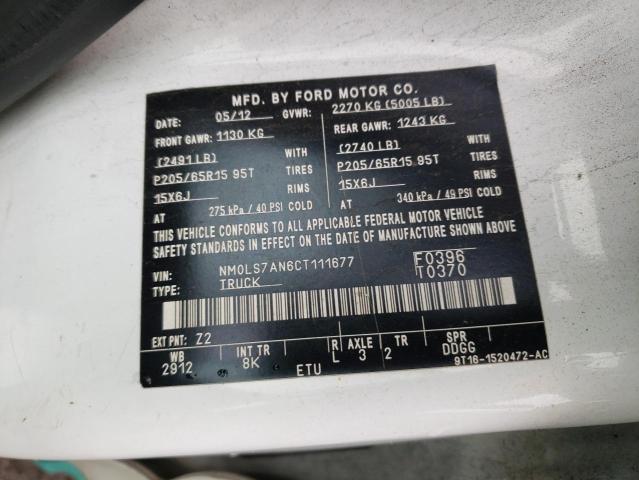 MFD. BY FORD MOTOR CO.
DATE: 05/12 GVWR: 2270 KG (5005 LB)
FRONT GAWR: 1130 KG REAR GAWR: 1243 KG
(2491 LB) WITH (2740 LB) WITH
P205/65R15 95T TIRES P205/65R15 95T TIRES
15X6J RIMS 15X6J RIMS
AT 275 kPa / 40 PSI COLD AT 340 kPa / 49 PSI COLD
THIS VEHICLE CONFORMS TO ALL APPLICABLE FEDERAL MOTOR VEHICLE
SAFETY STANDARDS IN EFFECT ON THE DATE OF MANUFACTURE SHOWN ABOVE.
VIN: NM0LS7AN6CT111677 F0396
TYPE: TRUCK T0370
EXT PNT: Z2
WB INT TR R AXLE TR SPR
2912 8K L 3 2 DDGG
ETU 9T16-1520472-AC